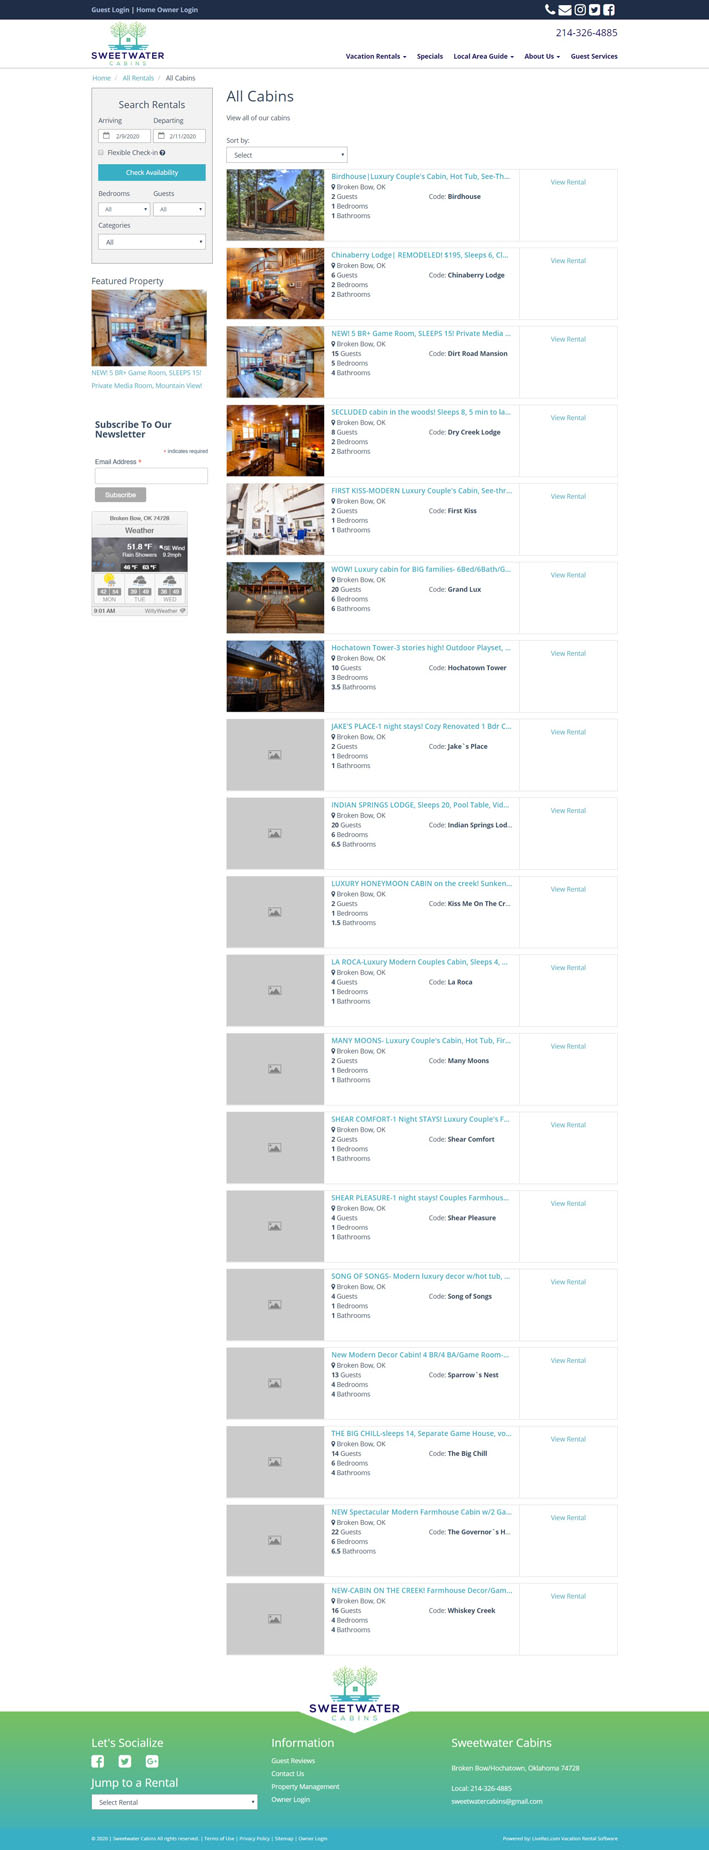 Guest Login | Home Owner Login
SWEETWATER
CABINS
214-326-4885
Vacation Rentals
Specials
Local Area Guide
About Us
Guest Services
Home / All Rentals / All Cabins
Search Rentals
Arriving
Departing
2/9/2020
2/11/2020
Flexible Check-in
Check Availability
Bedrooms
Guests
All
All
Categories
All
Featured Property
NEW! 5 BR+ Game Room, SLEEPS 15!
Private Media Room, Mountain View!
Subscribe To Our
Newsletter
* indicates required
Email Address *
Subscribe
Broken Bow, OK 74728
Weather
51.8 °F
Rain Showers
SE Wind
9.2mph
46 °F 63 °F
42 54
39 49
36 49
MON
TUE
WED
9:01 AM
WillyWeather
All Cabins
View all of our cabins
Sort by:
Select
Birdhouse|Luxury Couple's Cabin, Hot Tub, See-Th...
Broken Bow, OK
2 Guests
Code: Birdhouse
1 Bedrooms
1 Bathrooms
View Rental
Chinaberry Lodge| REMODELED! $195, Sleeps 6, Cl...
Broken Bow, OK
6 Guests
Code: Chinaberry Lodge
2 Bedrooms
2 Bathrooms
View Rental
NEW! 5 BR+ Game Room, SLEEPS 15! Private Media ...
Broken Bow, OK
15 Guests
Code: Dirt Road Mansion
5 Bedrooms
4 Bathrooms
View Rental
SECLUDED cabin in the woods! Sleeps 8, 5 min to la...
Broken Bow, OK
8 Guests
Code: Dry Creek Lodge
2 Bedrooms
2 Bathrooms
View Rental
FIRST KISS-MODERN Luxury Couple's Cabin, See-thr...
Broken Bow, OK
2 Guests
Code: First Kiss
1 Bedrooms
1 Bathrooms
View Rental
WOW! Luxury cabin for BIG families- 6Bed/6Bath/G...
Broken Bow, OK
20 Guests
Code: Grand Lux
6 Bedrooms
6 Bathrooms
View Rental
Hochatown Tower-3 stories high! Outdoor Playset, ...
Broken Bow, OK
10 Guests
Code: Hochatown Tower
3 Bedrooms
3.5 Bathrooms
View Rental
JAKE'S PLACE-1 night stays! Cozy Renovated 1 Bdr C...
Broken Bow, OK
2 Guests
Code: Jake`s Place
1 Bedrooms
1 Bathrooms
View Rental
INDIAN SPRINGS LODGE, Sleeps 20, Pool Table, Vid...
Broken Bow, OK
20 Guests
Code: Indian Springs Lod...
6 Bedrooms
6.5 Bathrooms
View Rental
LUXURY HONEYMOON CABIN on the creek! Sunken...
Broken Bow, OK
2 Guests
Code: Kiss Me On The Cr...
1 Bedrooms
1.5 Bathrooms
View Rental
LA ROCA-Luxury Modern Couples Cabin, Sleeps 4, ...
Broken Bow, OK
4 Guests
Code: La Roca
1 Bedrooms
1 Bathrooms
View Rental
MANY MOONS- Luxury Couple's Cabin, Hot Tub, Fir...
Broken Bow, OK
2 Guests
Code: Many Moons
1 Bedrooms
1 Bathrooms
View Rental
SHEAR COMFORT-1 Night STAYS! Luxury Couple's F...
Broken Bow, OK
2 Guests
Code: Shear Comfort
1 Bedrooms
1 Bathrooms
View Rental
SHEAR PLEASURE-1 night stays! Couples Farmhous...
Broken Bow, OK
4 Guests
Code: Shear Pleasure
1 Bedrooms
1 Bathrooms
View Rental
SONG OF SONGS- Modern luxury decor w/hot tub, ...
Broken Bow, OK
4 Guests
Code: Song of Songs
1 Bedrooms
1 Bathrooms
View Rental
New Modern Decor Cabin! 4 BR/4 BA/Game Room-...
Broken Bow, OK
13 Guests
Code: Sparrow`s Nest
4 Bedrooms
4 Bathrooms
View Rental
THE BIG CHILL-sleeps 14, Separate Game House, vo...
Broken Bow, OK
14 Guests
Code: The Big Chill
6 Bedrooms
4 Bathrooms
View Rental
NEW Spectacular Modern Farmhouse Cabin w/2 Ga...
Broken Bow, OK
22 Guests
Code: The Governor`s H...
6 Bedrooms
6.5 Bathrooms
View Rental
NEW-CABIN ON THE CREEK! Farmhouse Decor/Gam...
Broken Bow, OK
16 Guests
Code: Whiskey Creek
4 Bedrooms
4 Bathrooms
View Rental
SWEETWATER
CABINS
Let's Socialize
Jump to a Rental
Select Rental
Information
Guest Reviews
Contact Us
Property Management
Owner Login
Sweetwater Cabins
Broken Bow/Hochatown, Oklahoma 74728
Local: 214-326-4885
sweetwatercabins@gmail.com
© 2020 | Sweetwater Cabins All rights reserved. | Terms of Use | Privacy Policy | Sitemap | Owner Login
Powered by: LiveRez.com Vacation Rental Software